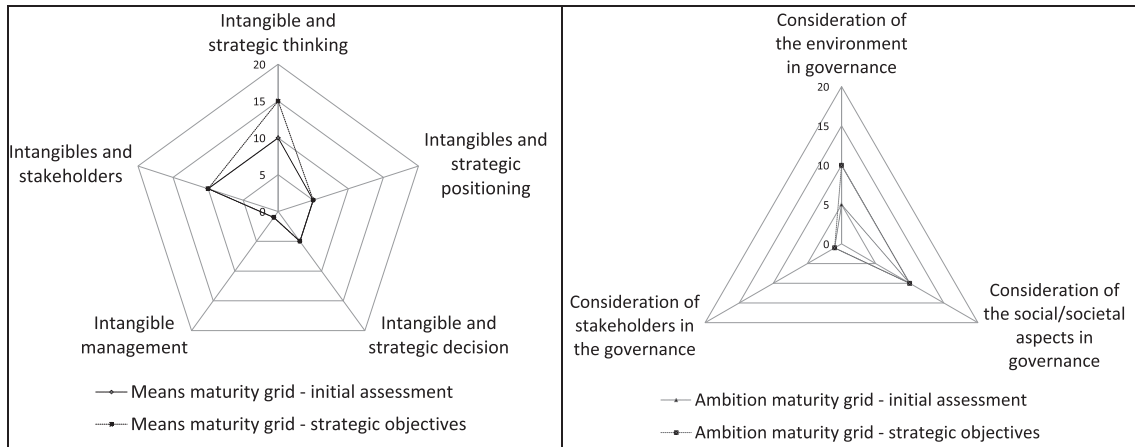 Intangible and
strategic thinking
20
15
10
5
0
Intangibles and
strategic
positioning
Intangible and
strategic decision
Intangible
management
Intangibles and
stakeholders
Means maturity grid - initial assessment
Means maturity grid - strategic objectives
Consideration of
the environment
in governance
20
15
10
5
0
Consideration of
the social/societal
aspects in
governance
Consideration of
stakeholders in
the governance
Ambition maturity grid - initial assessment
Ambition maturity grid - strategic objectives